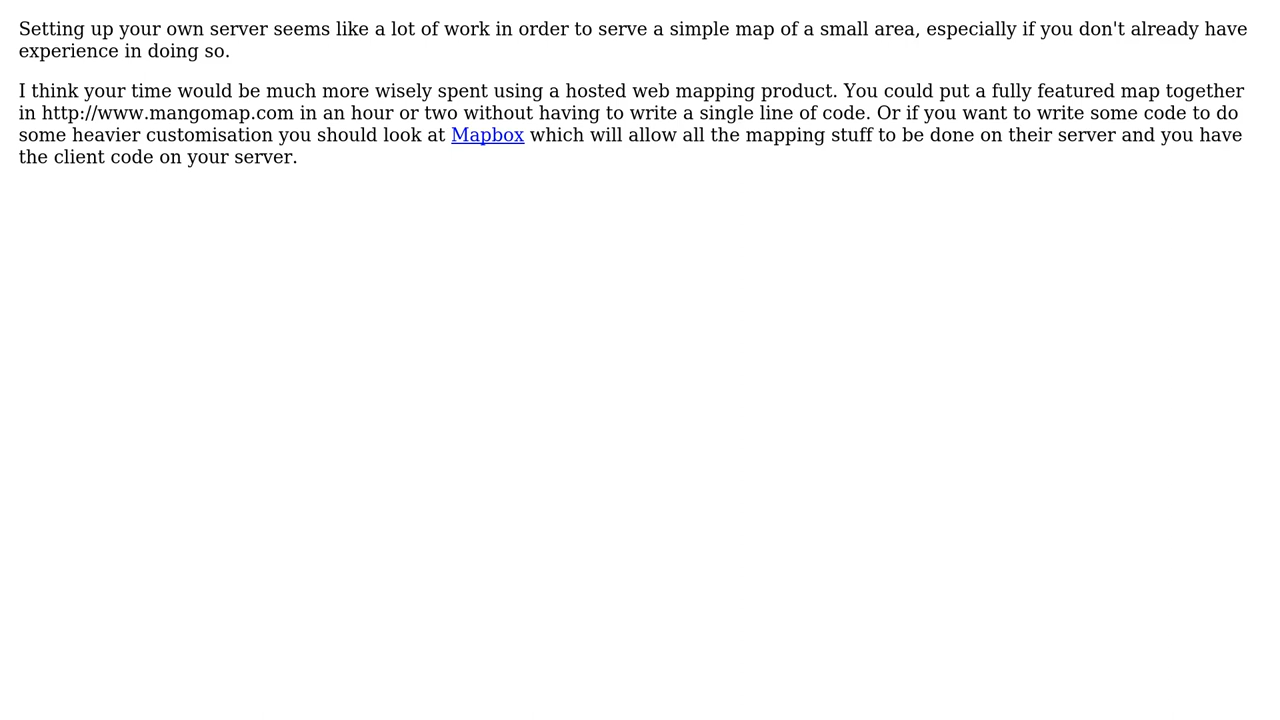 Setting up your own server seems like a lot of work in order to serve a simple map of a small area, especially if you don't already have
experience in doing so.
I think your time would be much more wisely spent using a hosted web mapping product. You could put a fully featured map together
in http://www.mangomap.com in an hour or two without having to write a single line of code. Or if you want to write some code to do
some heavier customisation you should look at Mapbox which will allow all the mapping stuff to be done on their server and you have
the client code on your server.